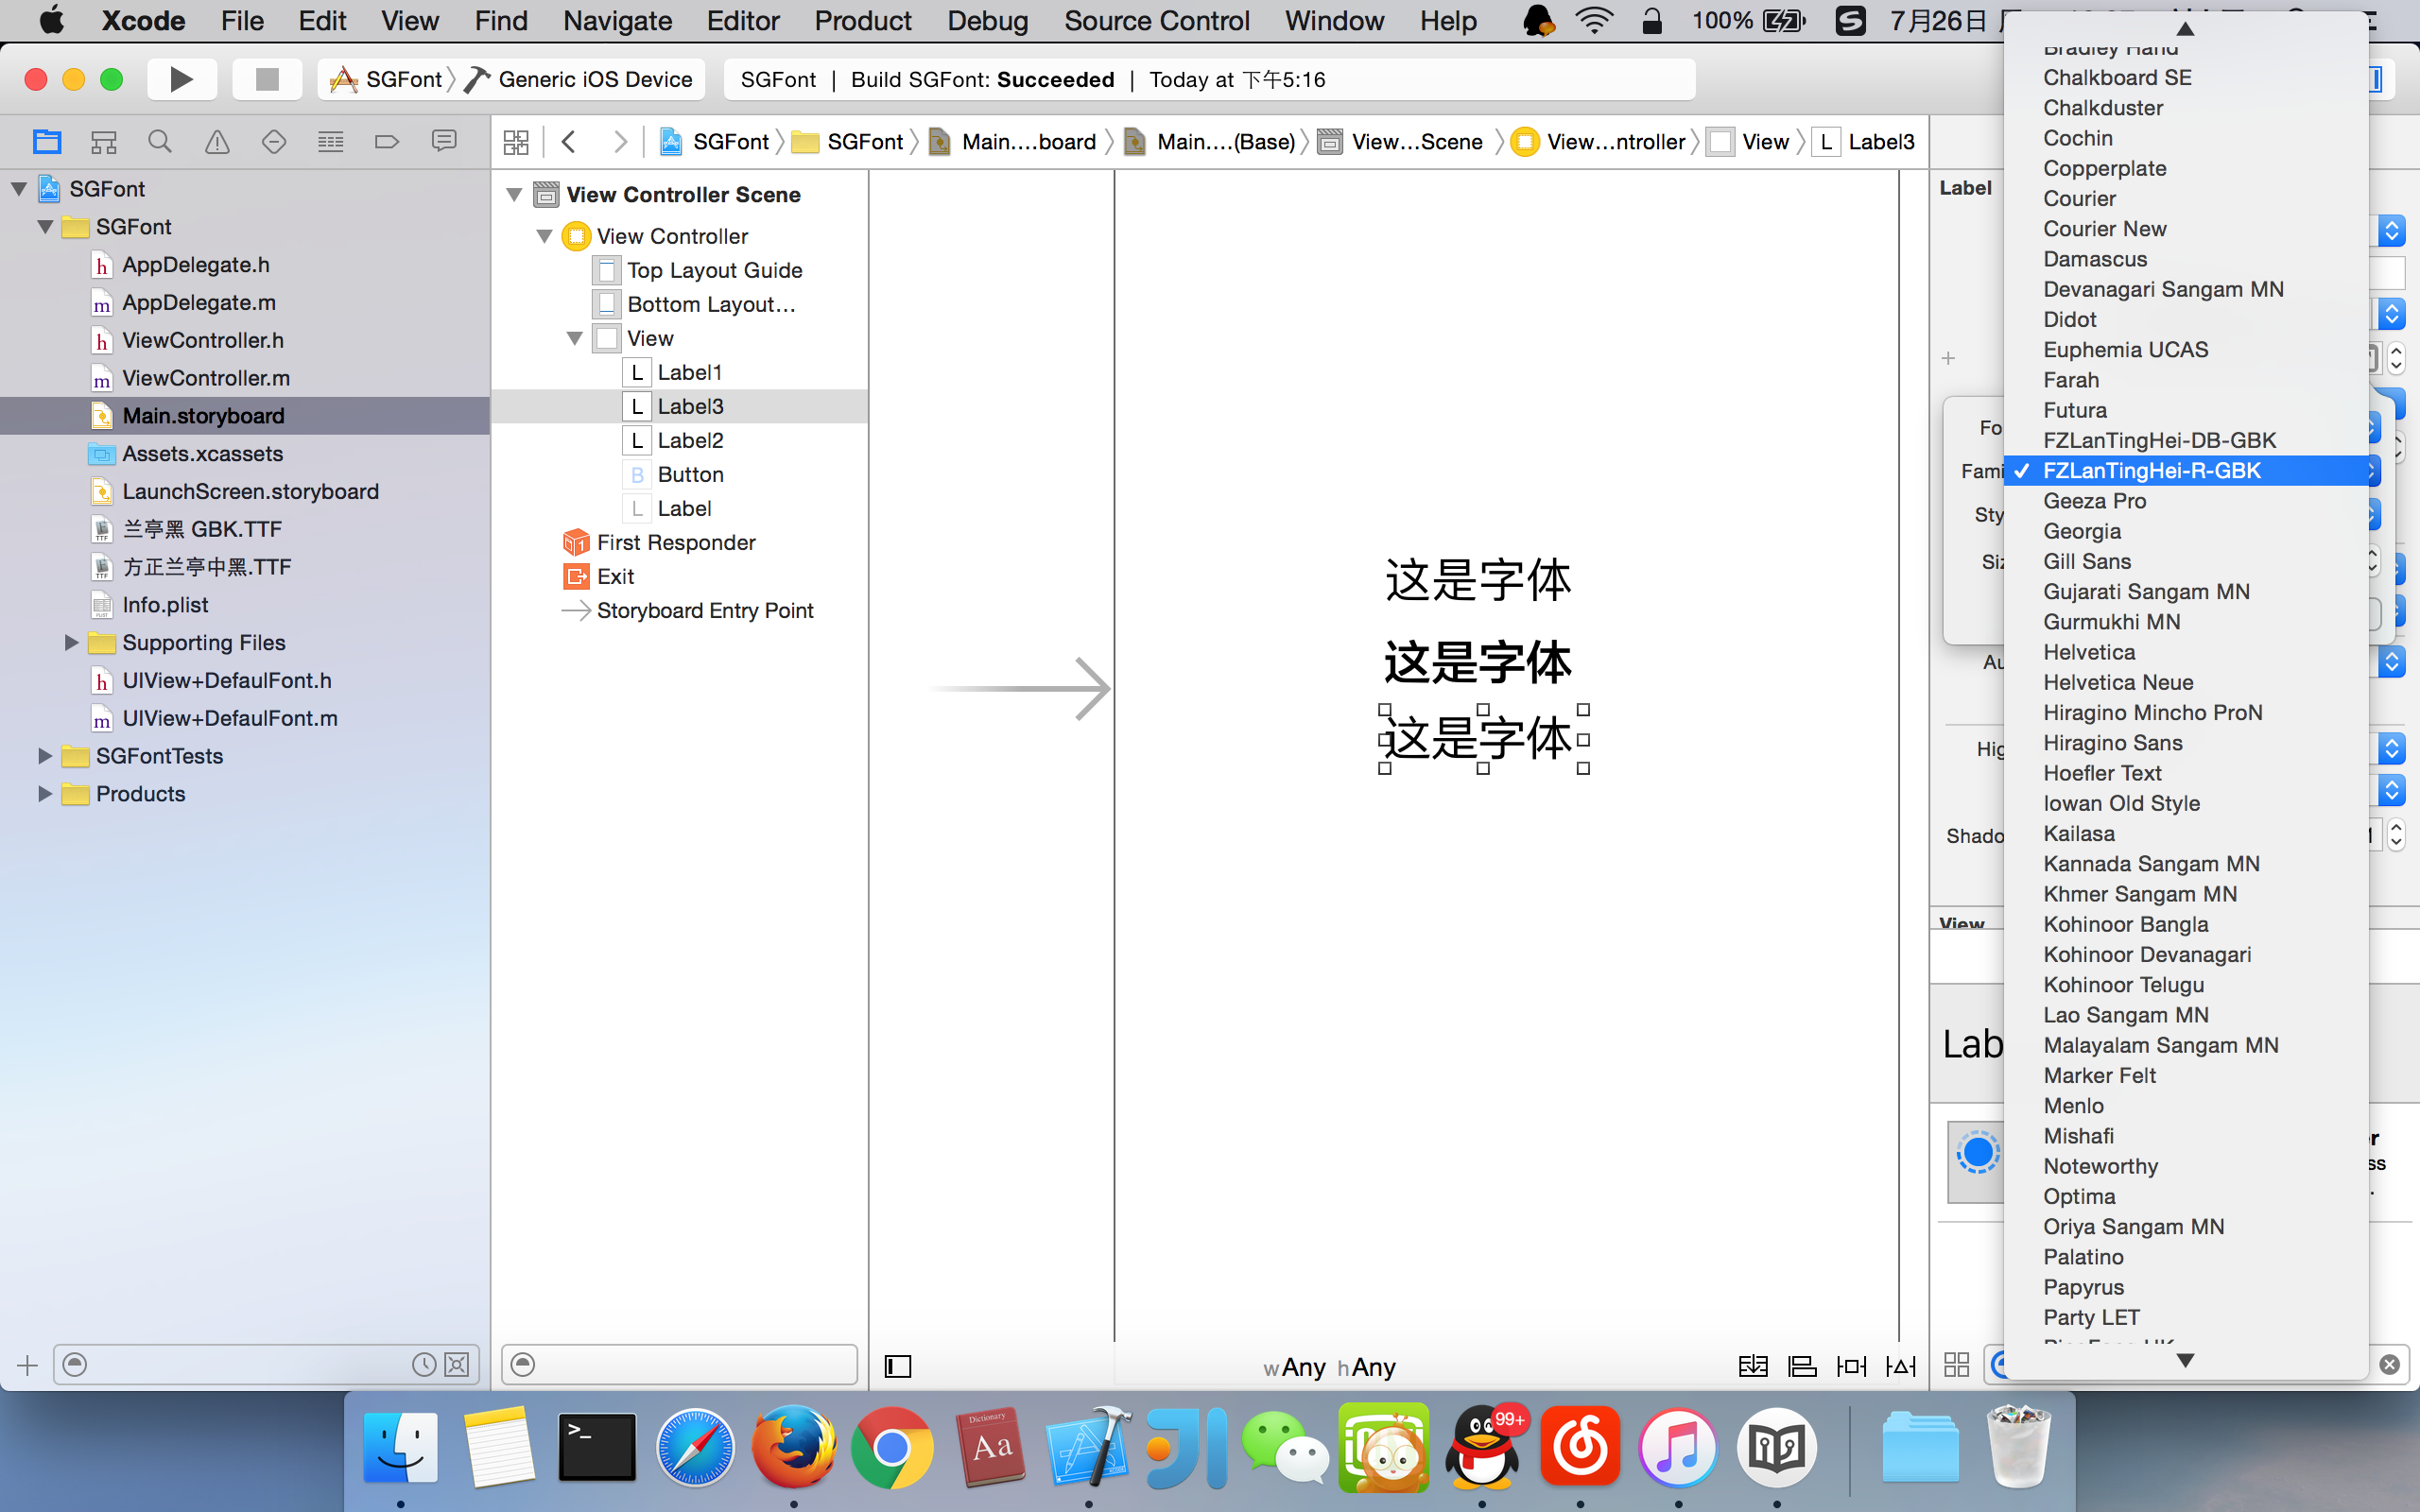 Xcode File Edit View Find Navigate Editor Product Debug Source Control Window Help 100% 7月26日
SGFont Generic iOS Device SGFont | Build SGFont: Succeeded | Today at 下午5:16
SGFont SGFont Main....board Main....(Base) View...Scene View...ntroller View L Label3
SGFont
SGFont
AppDelegate.h
AppDelegate.m
ViewController.h
ViewController.m
Main.storyboard
Assets.xcassets
LaunchScreen.storyboard
兰亭黑 GBK.TTF
方正兰亭中黑.TTF
Info.plist
Supporting Files
UIView+DefaulFont.h
UIView+DefaulFont.m
SGFontTests
Products
View Controller Scene
View Controller
Top Layout Guide
Bottom Layout...
View
L Label1
L Label3
L Label2
B Button
L Label
First Responder
Exit
Storyboard Entry Point
这是字体
这是字体
这是字体
wAny hAny
Label
View
Bradley Hand
Chalkboard SE
Chalkduster
Cochin
Copperplate
Courier
Courier New
Damascus
Devanagari Sangam MN
Didot
Euphemia UCAS
Farah
Futura
FZLanTingHei-DB-GBK
FZLanTingHei-R-GBK
Geeza Pro
Georgia
Gill Sans
Gujarati Sangam MN
Gurmukhi MN
Helvetica
Helvetica Neue
Hiragino Mincho ProN
Hiragino Sans
Hoefler Text
Iowan Old Style
Kailasa
Kannada Sangam MN
Khmer Sangam MN
Kohinoor Bangla
Kohinoor Devanagari
Kohinoor Telugu
Lao Sangam MN
Malayalam Sangam MN
Marker Felt
Menlo
Mishafi
Noteworthy
Optima
Oriya Sangam MN
Palatino
Papyrus
Party LET
Dictionary
Aa
99+